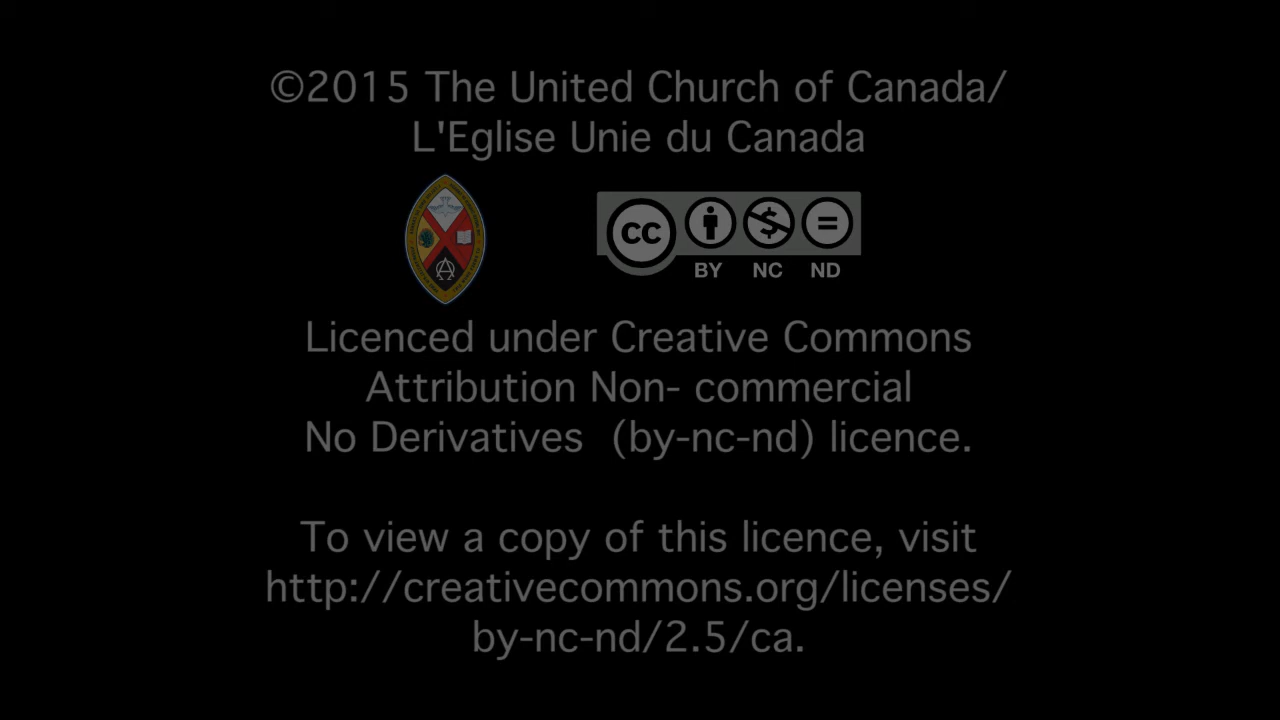 ©2015 The United Church of Canada/
L'Eglise Unie du Canada
CC
BY NC ND
Licenced under Creative Commons
Attribution Non- commercial
No Derivatives (by-nc-nd) licence.
To view a copy of this licence, visit
http://creativecommons.org/licenses/
by-nc-nd/2.5/ca.